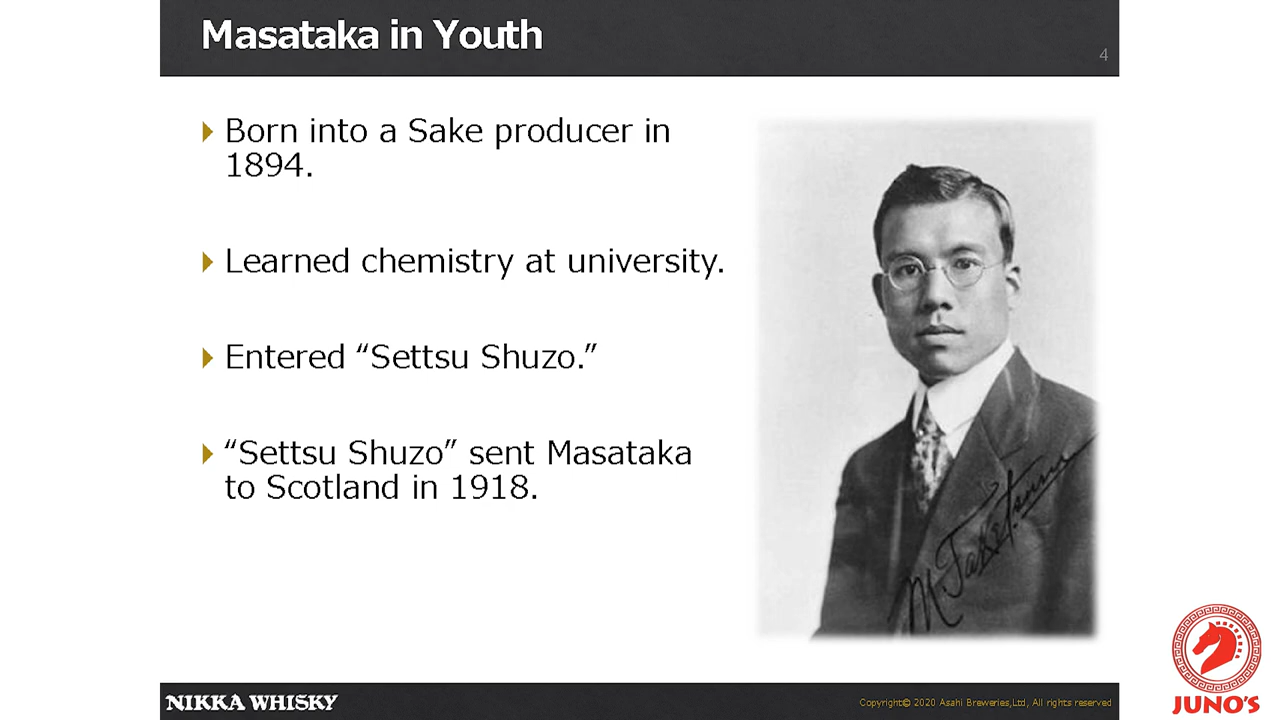 Masataka in Youth
4
Born into a Sake producer in
1894.
Learned chemistry at university.
Entered “Settsu Shuzo.”
“Settsu Shuzo” sent Masataka
to Scotland in 1918.
M Taketsuru
NIKKA WHISKY
Copyright© 2020 Asahi Breweries,Ltd, All rights reserved
JUNO'S